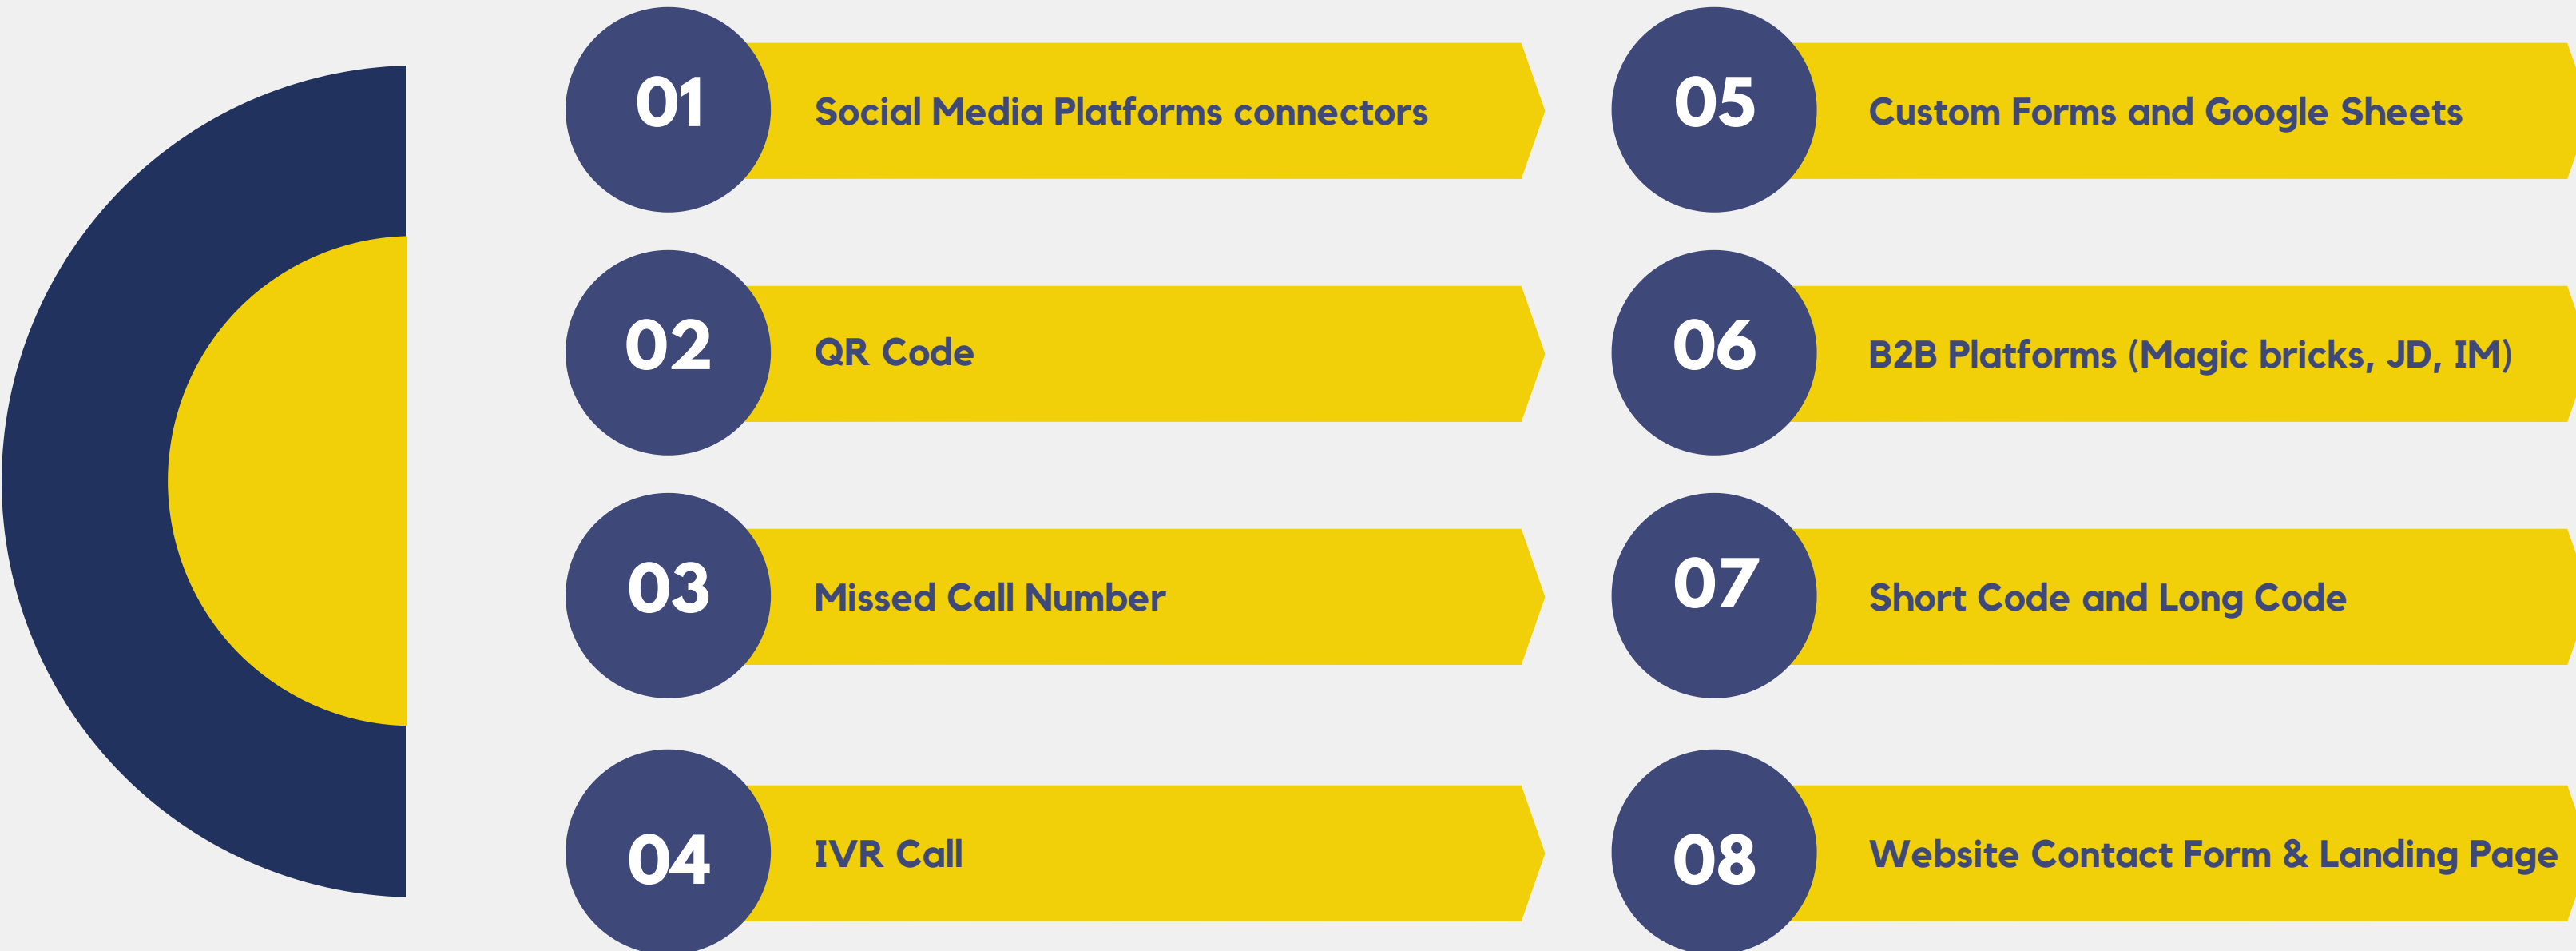 01
Social Media Platforms connectors
02
QR Code
03
Missed Call Number
04
IVR Call
05
Custom Forms and Google Sheets
06
B2B Platforms (Magic bricks, JD, IM)
07
Short Code and Long Code
08
Website Contact Form & Landing Page